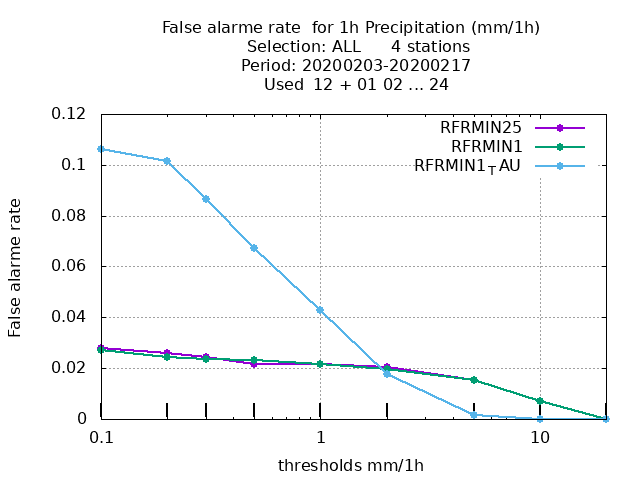 False alarme rate  for 1h Precipitation (mm/1h)
Selection: ALL      4 stations
Period: 20200203-20200217
Used  12 + 01 02 ... 24
0.12
RFRMIN25
RFRMIN1
0.1
RFRMIN1TAU
0.08
0.06
0.04
0.02
0
False alarme rate
0.1
1
10
thresholds mm/1h